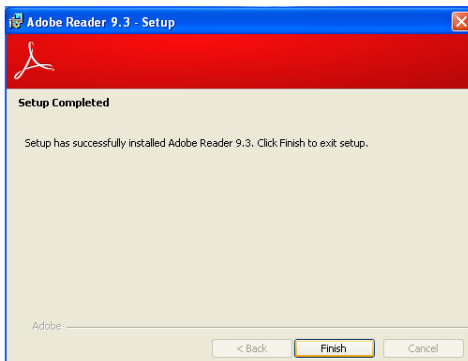 Adobe Reader 9.3 - Setup
Setup Completed
Setup has successfully installed Adobe Reader 9.3. Click Finish to exit setup.
Adobe
< Back Finish Cancel